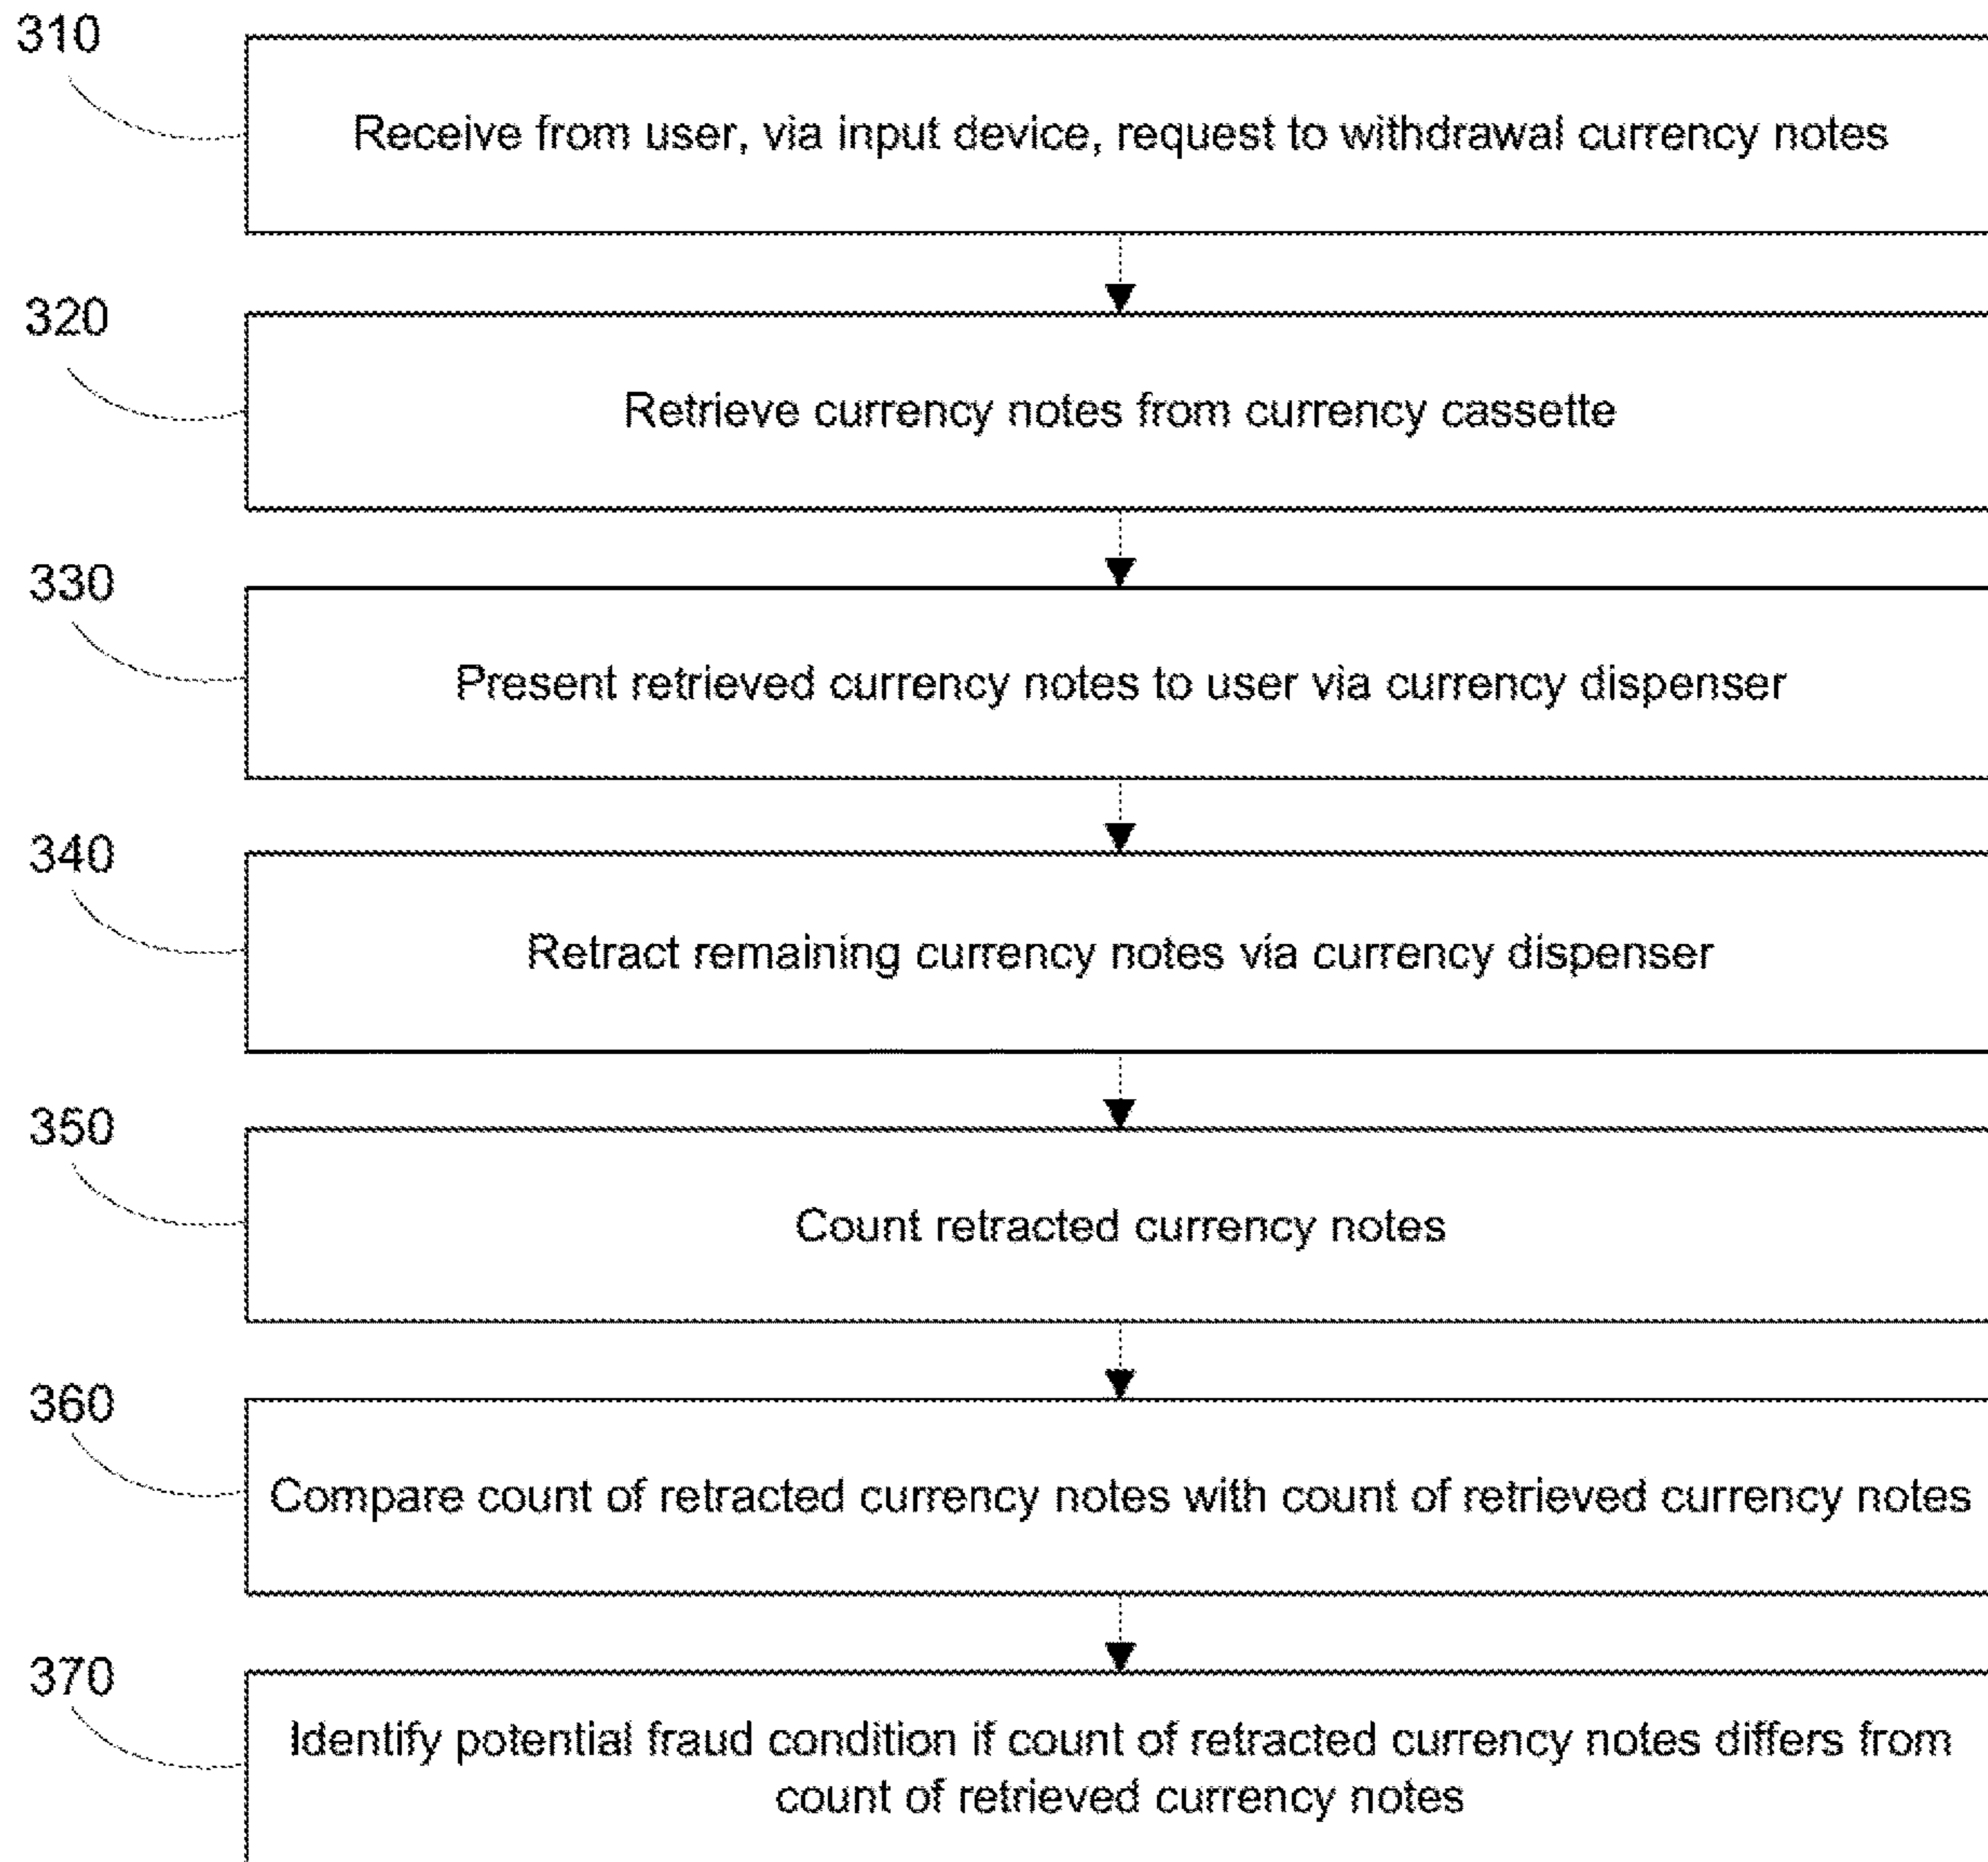 310
Receive from user, via input device, request to withdrawal currency notes
320
Retrieve currency notes from currency cassette
330
Present retrieved currency notes to user via currency dispenser
340
Retract remaining currency notes via currency dispenser
350
Count retracted currency notes
360
Compare count of retracted currency notes with count of retrieved currency notes
370
Identify potential fraud condition if count of retracted currency notes differs from
count of retrieved currency notes